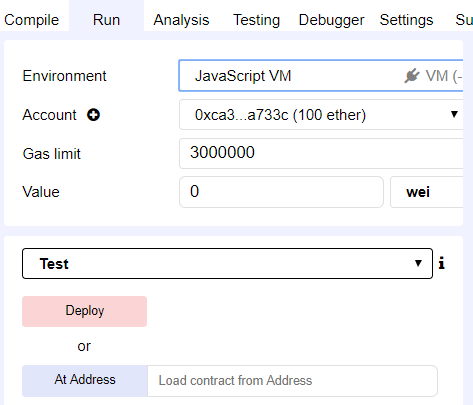 Compile Run Analysis Testing Debugger Settings Su
Environment JavaScript VM VM (-
Account 0xca3...a733c (100 ether)
Gas limit 3000000
Value 0 wei
Test
Deploy
or
At Address Load contract from Address